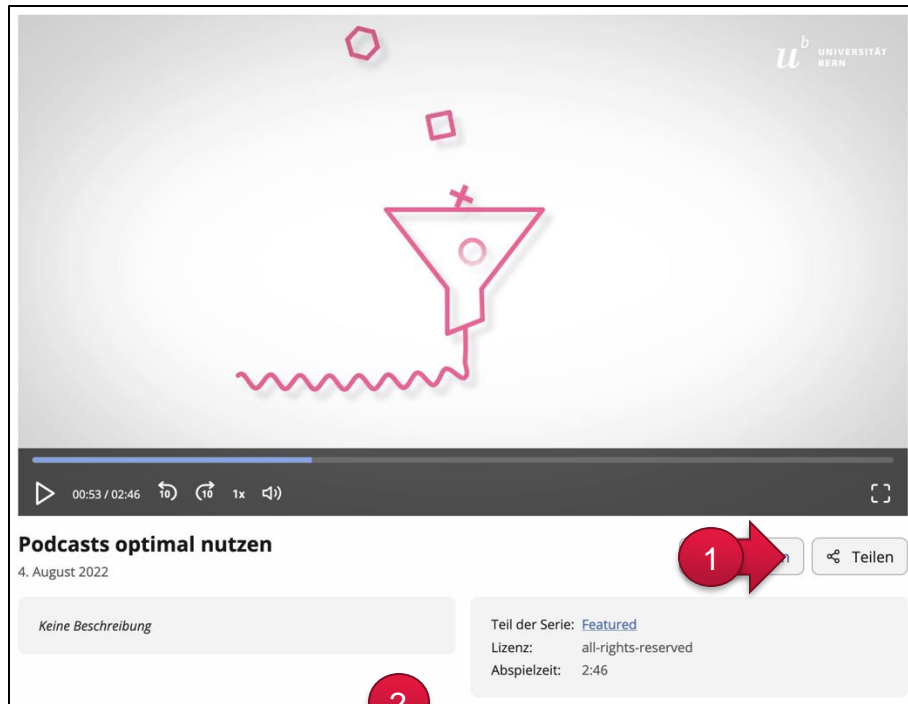 u^b UNIVERSITÄT
BERN
00:53 / 02:46 10 10 1x
Podcasts optimal nutzen
4. August 2022
1
Teilen
Keine Beschreibung
Teil der Serie: Featured
Lizenz: all-rights-reserved
Abspielzeit: 2:46